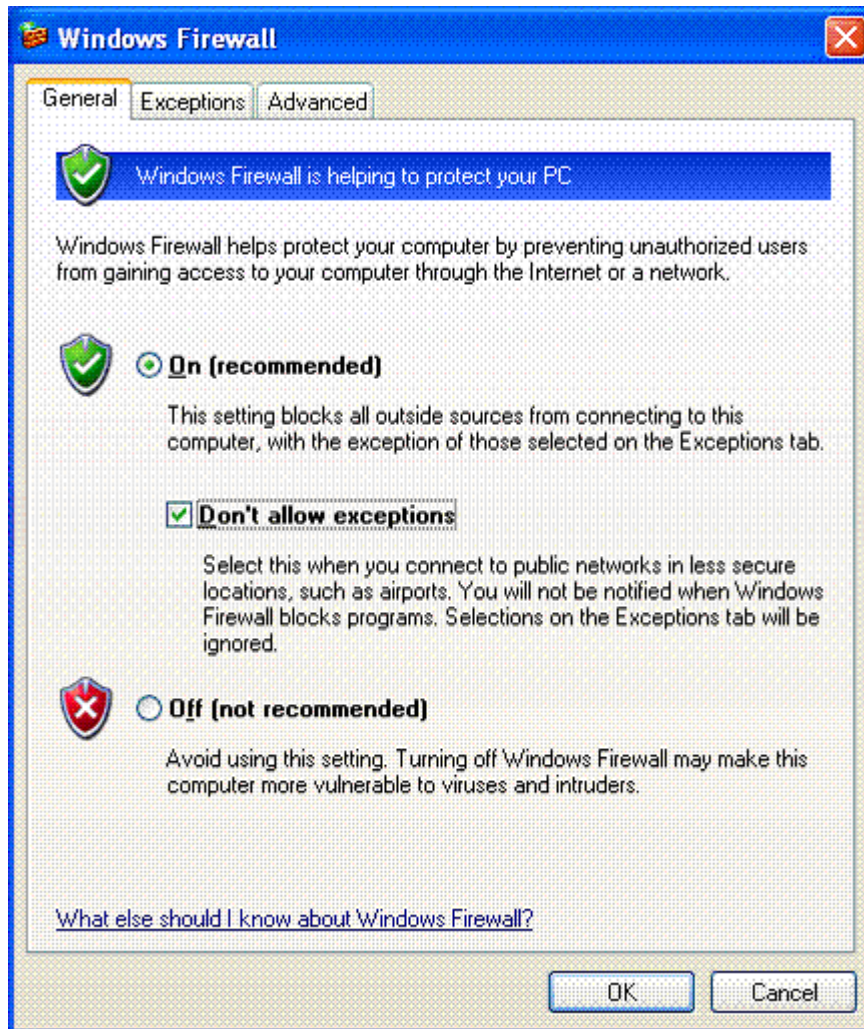 Windows Firewall
General Exceptions Advanced
Windows Firewall is helping to protect your PC
Windows Firewall helps protect your computer by preventing unauthorized users
from gaining access to your computer through the Internet or a network.
On (recommended)
This setting blocks all outside sources from connecting to this
computer, with the exception of those selected on the Exceptions tab.
Don't allow exceptions
Select this when you connect to public networks in less secure
locations, such as airports. You will not be notified when Windows
Firewall blocks programs. Selections on the Exceptions tab will be
ignored.
Off (not recommended)
Avoid using this setting. Turning off Windows Firewall may make this
computer more vulnerable to viruses and intruders.
What else should I know about Windows Firewall?
OK Cancel